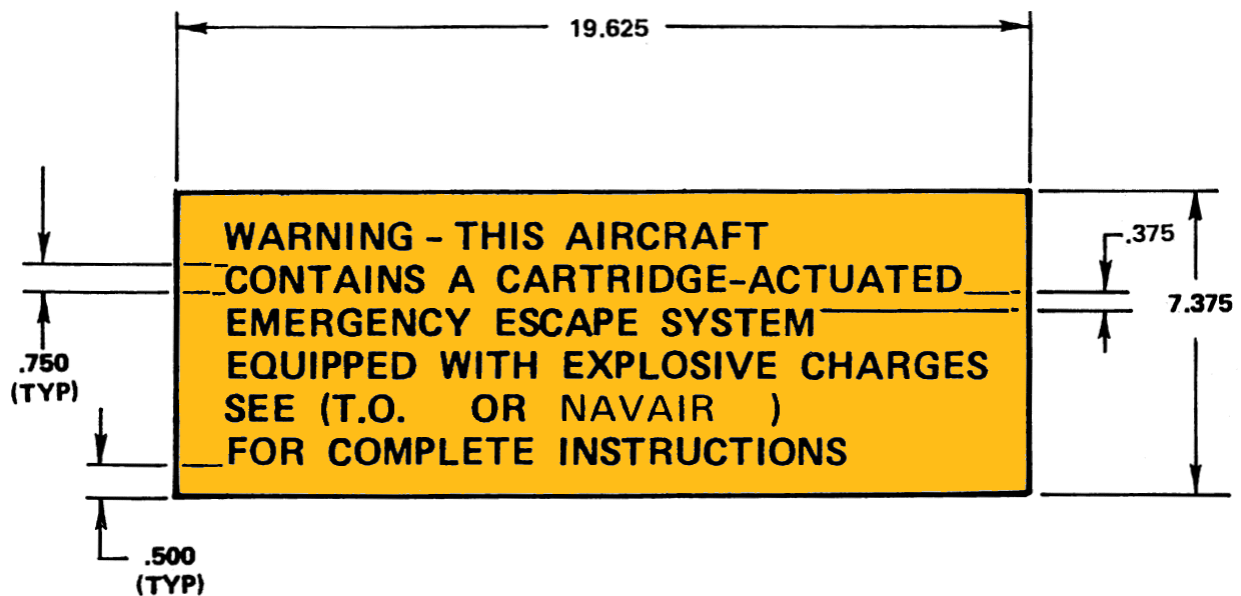 19.625
WARNING - THIS AIRCRAFT
CONTAINS A CARTRIDGE-ACTUATED
EMERGENCY ESCAPE SYSTEM
EQUIPPED WITH EXPLOSIVE CHARGES
SEE (T.O. OR NAVAIR )
FOR COMPLETE INSTRUCTIONS
.750
(TYP)
.500
(TYP)
.375
7.375